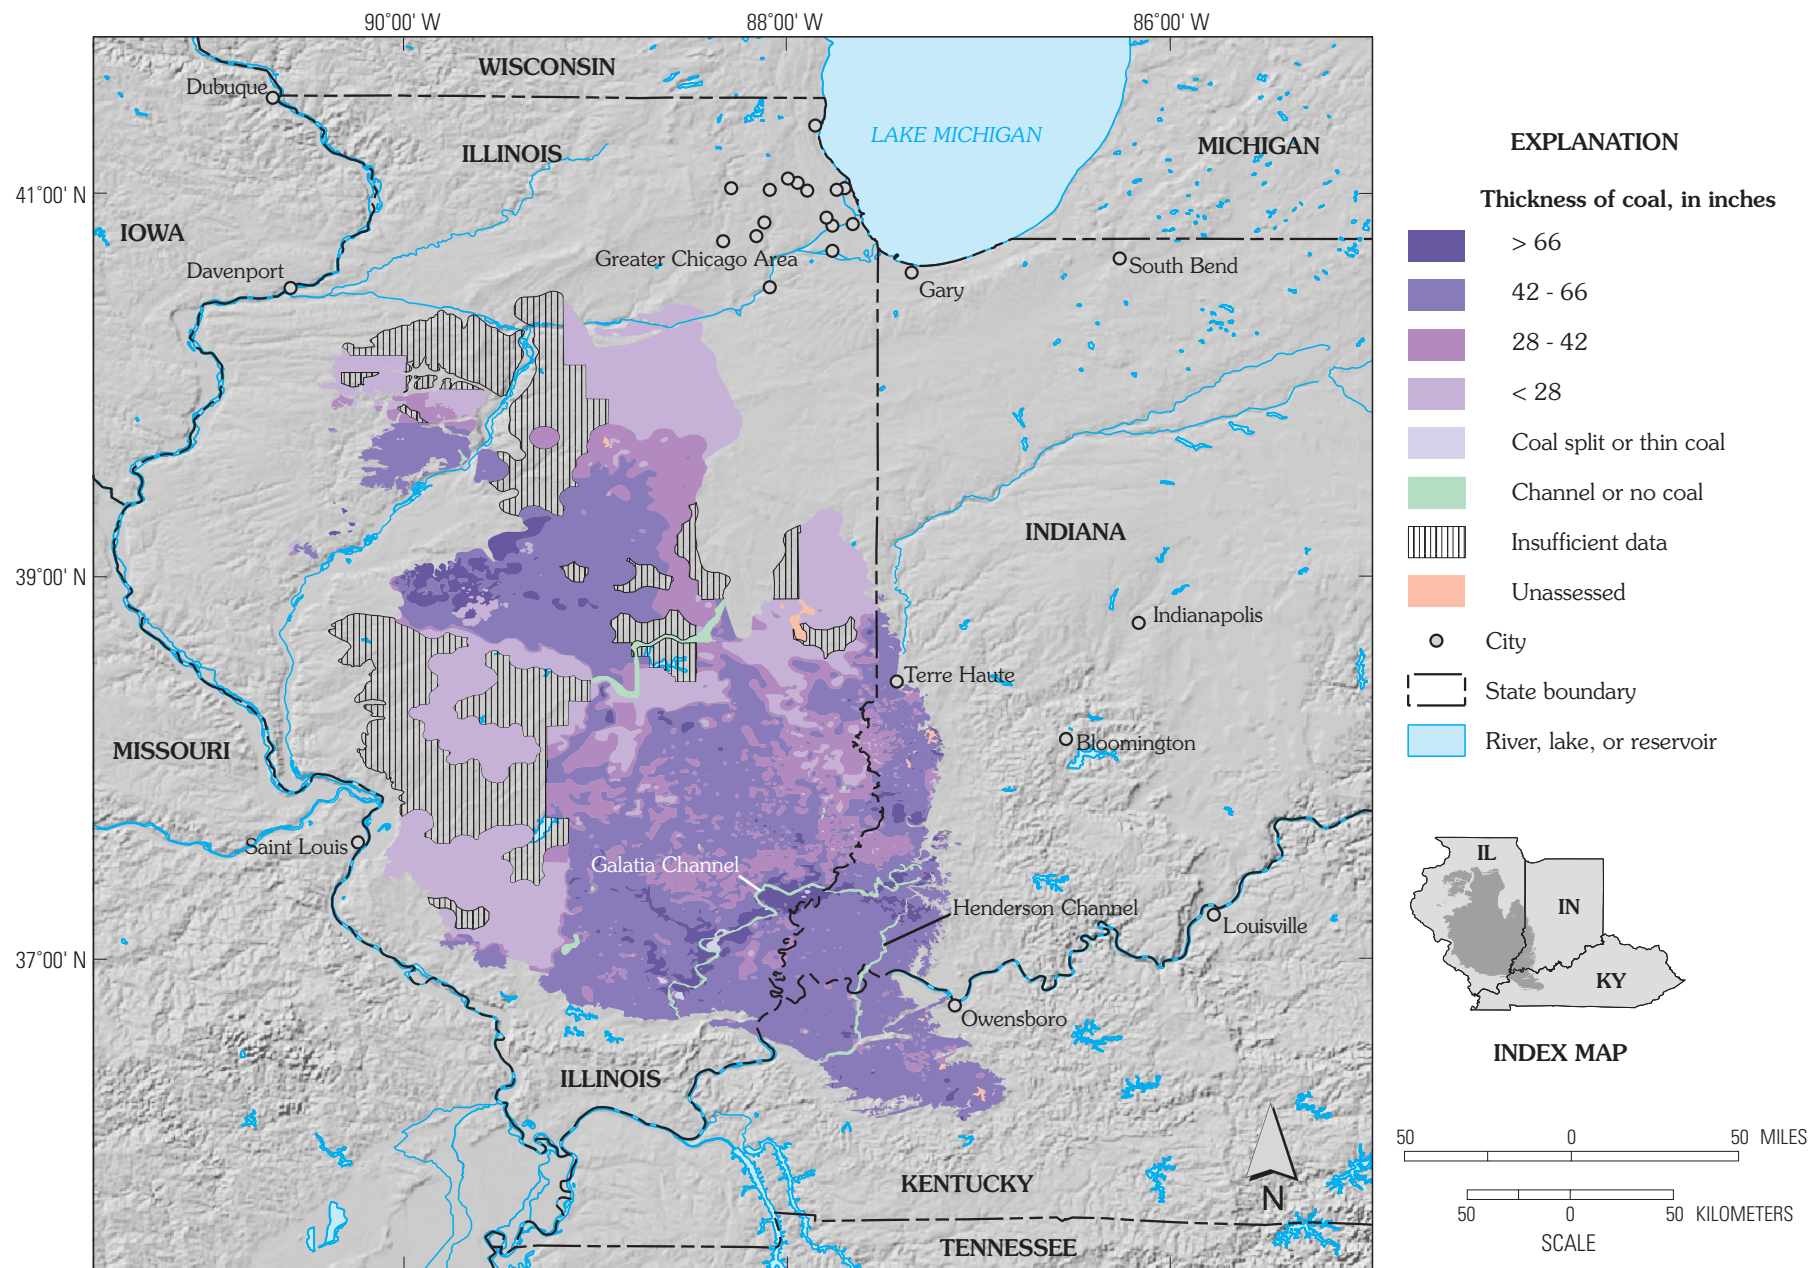 90°00' W
88°00' W
86°00' W
WISCONSIN
Dubuque
LAKE MICHIGAN
ILLINOIS
MICHIGAN
41°00' N
IOWA
Greater Chicago Area
Davenport
South Bend
Gary
INDIANA
39°00' N
Indianapolis
Terre Haute
MISSOURI
Bloomington
Saint Louis
Galatia Channel
Henderson Channel
Louisville
37°00' N
Owensboro
ILLINOIS
KENTUCKY
TENNESSEE
N
EXPLANATION
Thickness of coal, in inches
> 66
42 - 66
28 - 42
< 28
Coal split or thin coal
Channel or no coal
Insufficient data
Unassessed
City
State boundary
River, lake, or reservoir
IL
IN
KY
INDEX MAP
50 0 50 MILES
50 0 50 KILOMETERS
SCALE